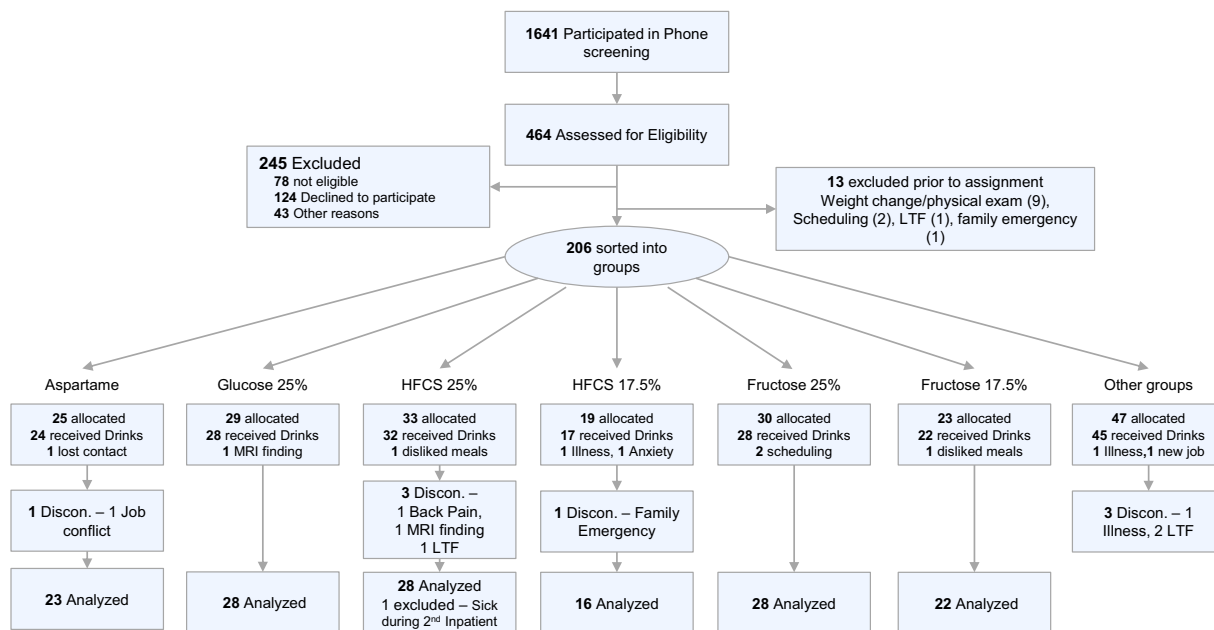 1641 Participated in Phone
screening
464 Assessed for Eligibility
245 Excluded
78 not eligible
124 Declined to participate
43 Other reasons
13 excluded prior to assignment
Weight change/physical exam (9),
Scheduling (2), LTF (1), family emergency
(1)
206 sorted into
groups
Aspartame
25 allocated
24 received Drinks
1 lost contact
1 Discon. – 1 Job
conflict
23 Analyzed
Glucose 25%
29 allocated
28 received Drinks
1 MRI finding
28 Analyzed
HFCS 25%
33 allocated
32 received Drinks
1 disliked meals
3 Discon. –
1 Back Pain,
1 MRI finding
1 LTF
28 Analyzed
1 excluded – Sick
during 2nd Inpatient
HFCS 17.5%
19 allocated
17 received Drinks
1 Illness, 1 Anxiety
1 Discon. – Family
Emergency
16 Analyzed
Fructose 25%
30 allocated
28 received Drinks
2 scheduling
28 Analyzed
Fructose 17.5%
23 allocated
22 received Drinks
1 disliked meals
22 Analyzed
Other groups
47 allocated
45 received Drinks
1 Illness,1 new job
3 Discon. – 1
Illness, 2 LTF